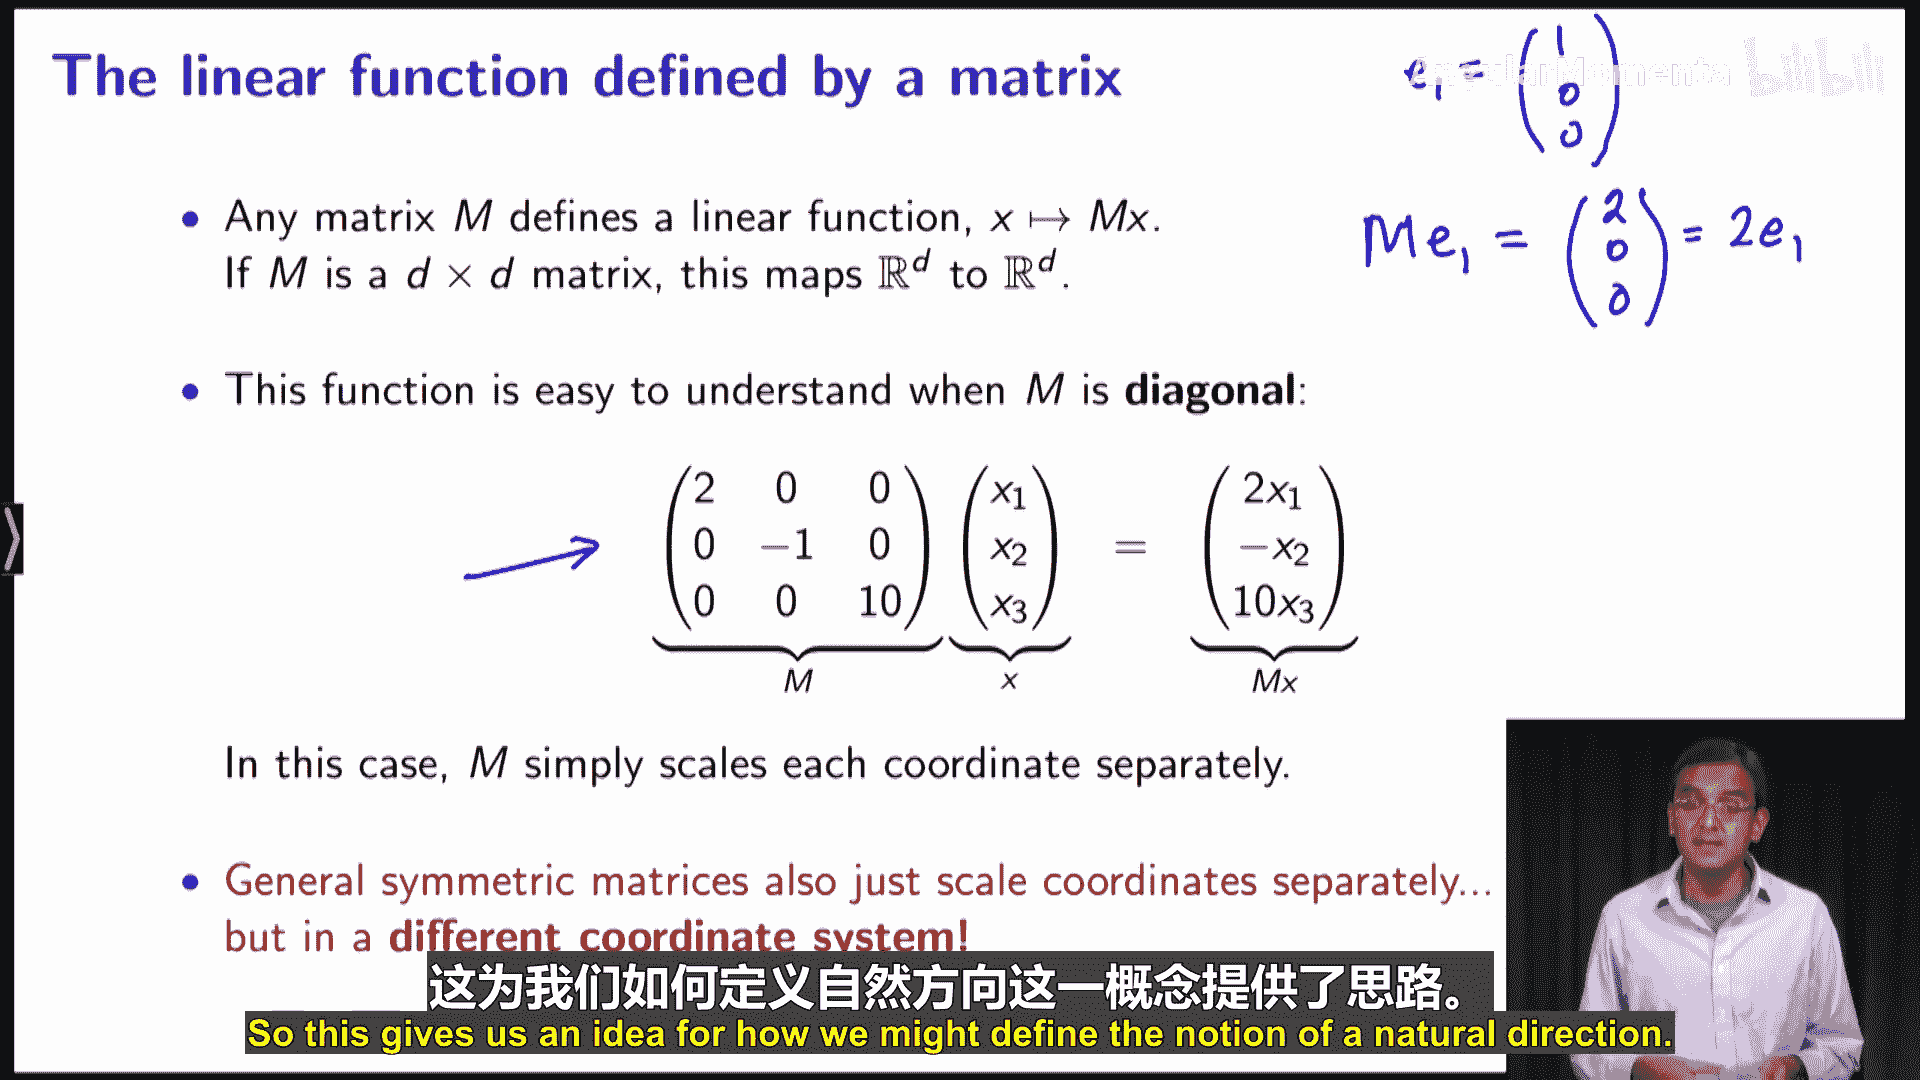 The linear function defined by a matrix
AngularMomenta bilibili
e₁ = (1 0 0)
Me₁ = (2 0 0) = 2e₁
• Any matrix M defines a linear function, x ↦ Mx.
If M is a d × d matrix, this maps ℝᵈ to ℝᵈ.
• This function is easy to understand when M is diagonal:
2 0 0 x₁ 2x₁
0 −1 0 x₂ = −x₂
0 0 10 x₃ 10x₃
M x Mx
In this case, M simply scales each coordinate separately.
• General symmetric matrices also just scale coordinates separately...
but in a different coordinate system!
这为我们如何定义自然方向这一概念提供了思路。
So this gives us an idea for how we might define the notion of a natural direction.